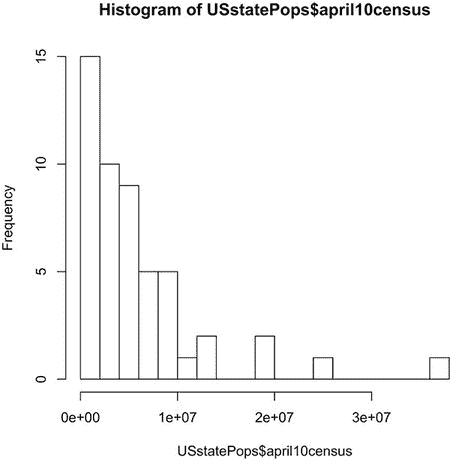 Histogram of USstatePops$april10census
15
10
5
0
Frequency
0e+00 1e+07 2e+07 3e+07
USstatePops$april10census